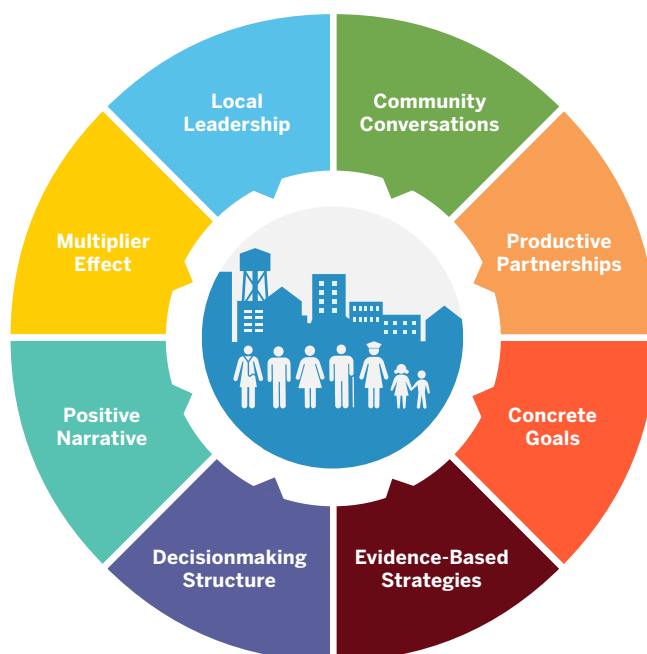 Local
Leadership
Community
Conversations
Productive
Partnerships
Concrete
Goals
Evidence-Based
Strategies
Decisionmaking
Structure
Positive
Narrative
Multiplier
Effect